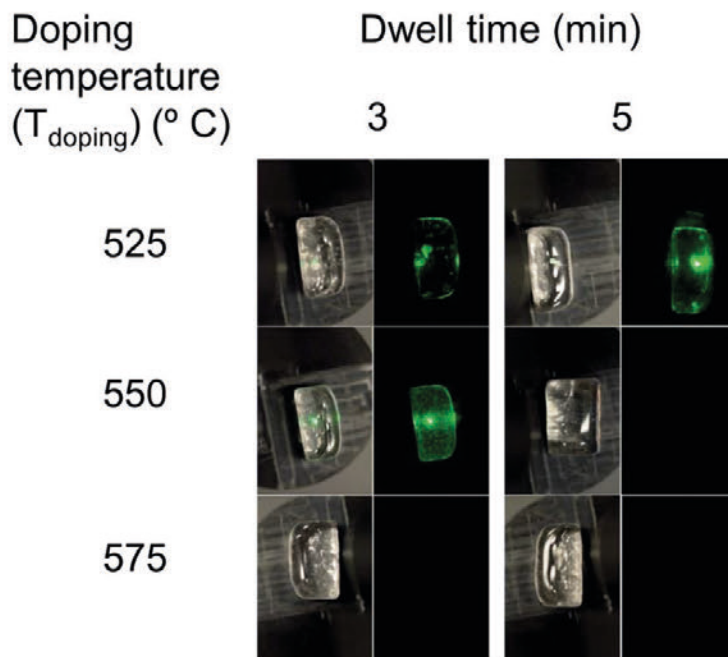 Doping
temperature
(T_doping) (º C)
Dwell time (min)
3
5
525
550
575